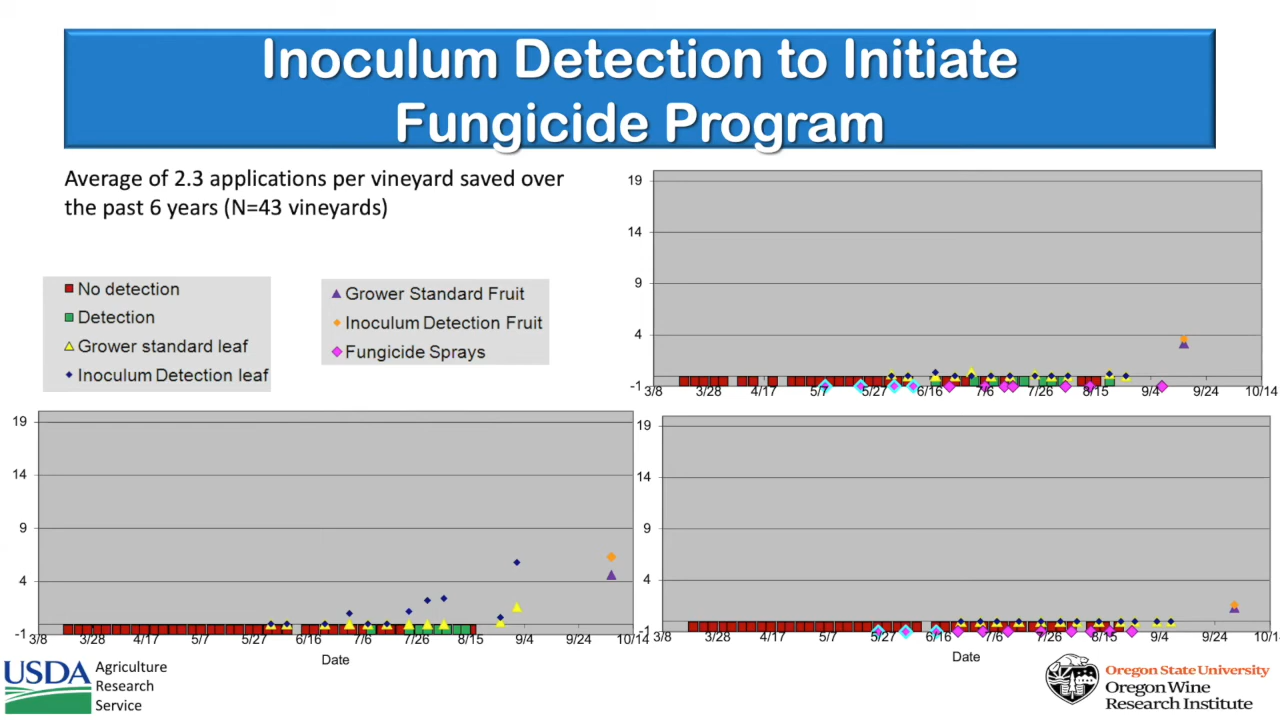 Inoculum Detection to Initiate
Fungicide Program
Average of 2.3 applications per vineyard saved over
the past 6 years (N=43 vineyards)
No detection
Detection
Grower standard leaf
Inoculum Detection leaf
Grower Standard Fruit
Inoculum Detection Fruit
Fungicide Sprays
19
14
9
4
-1
3/8 3/28 4/17 5/7 5/27 6/16 7/6 7/26 8/15 9/4 9/24 10/14
19
14
9
4
-1
3/8 3/28 4/17 5/7 5/27 6/16 7/6 7/26 8/15 9/4 9/24 10/14
Date
19
14
9
4
-1
3/8 3/28 4/17 5/7 5/27 6/16 7/6 7/26 8/15 9/4 9/24 10/1
Date
USDA
Agriculture
Research
Service
Oregon State University
Oregon Wine
Research Institute